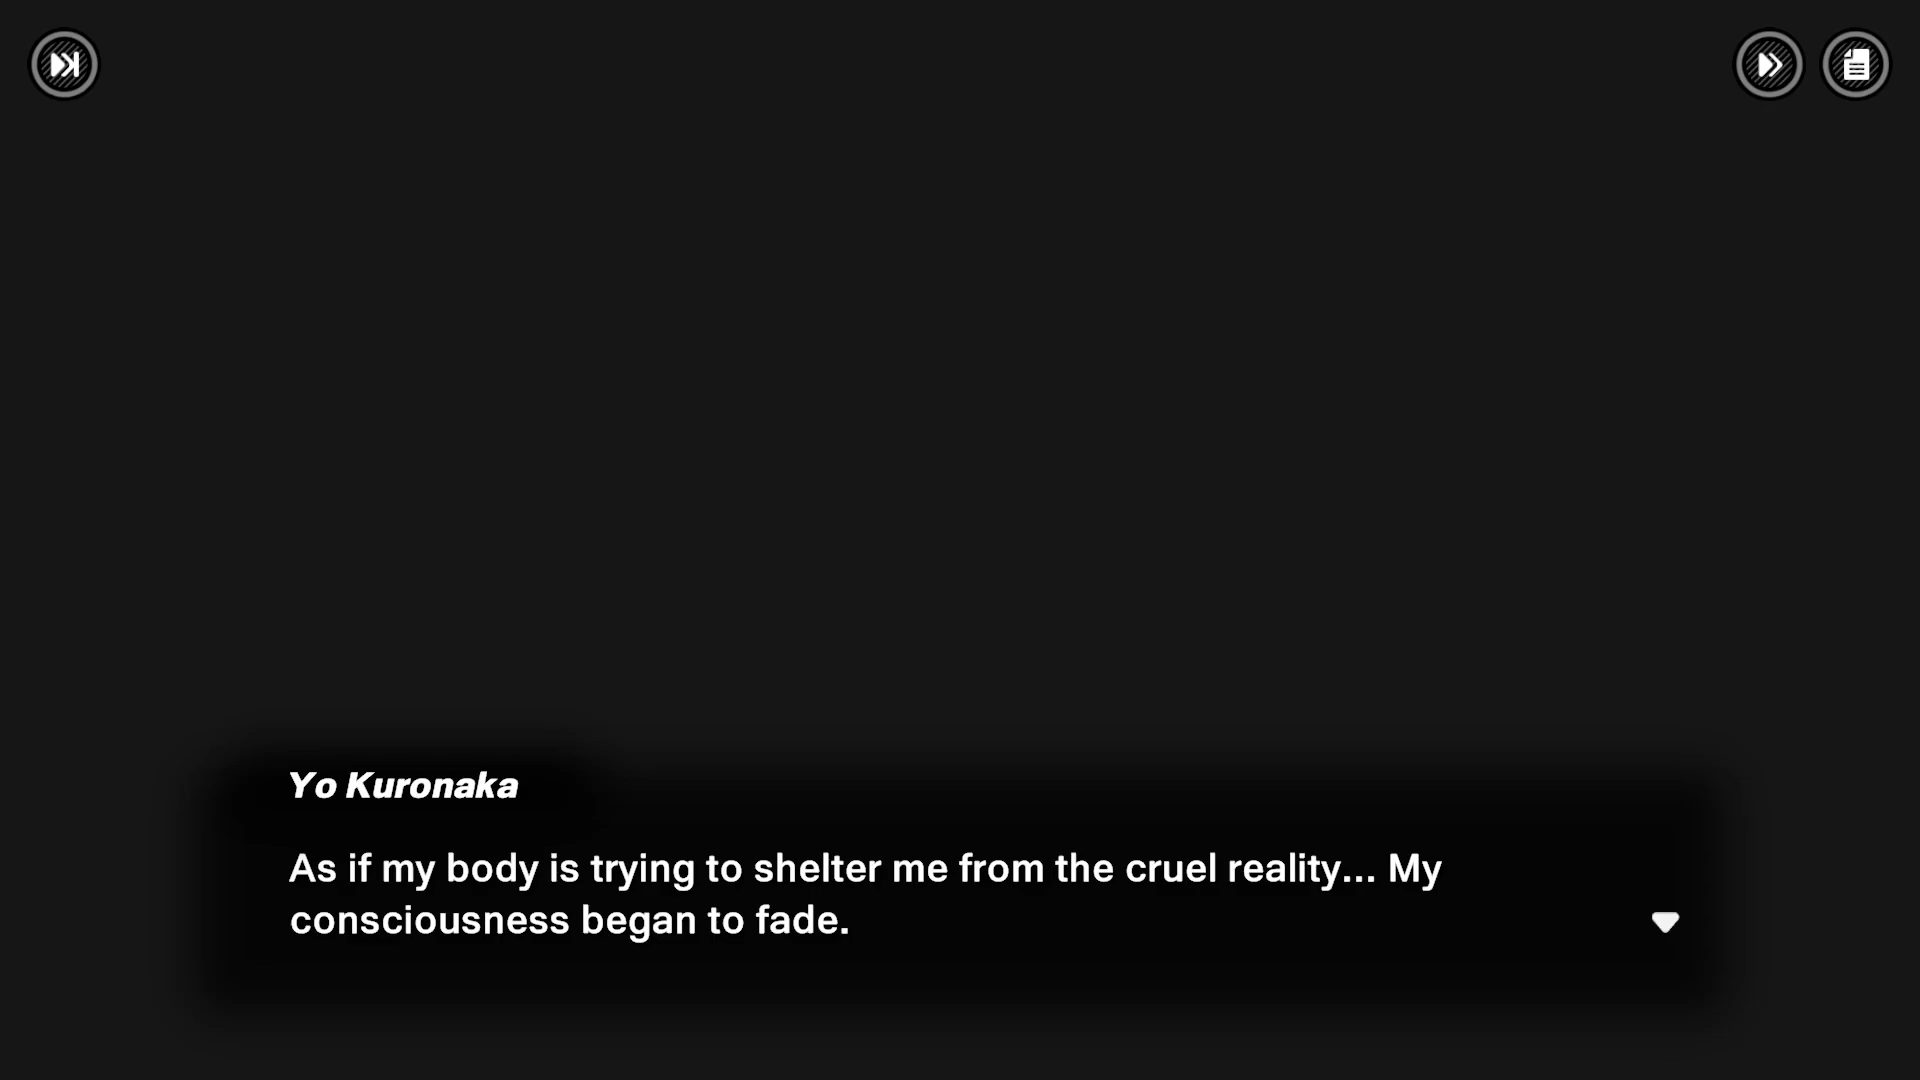 Yo Kuronaka
As if my body is trying to shelter me from the cruel reality... My
consciousness began to fade.